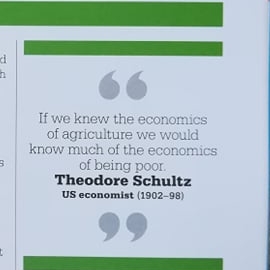 If we knew the economics
of agriculture we would
know much of the economics
of being poor.
Theodore Schultz
US economist (1902–98)